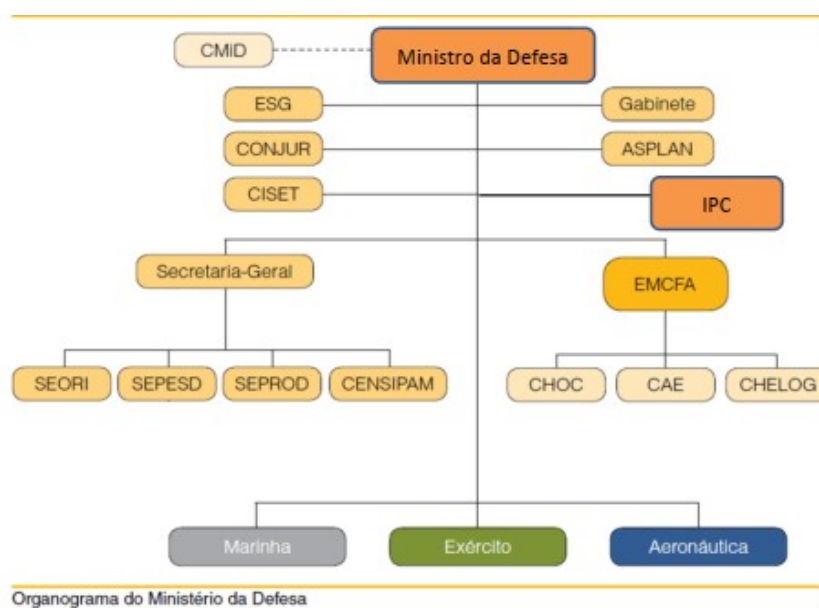 CMiD
Ministro da Defesa
ESG
Gabinete
CONJUR
ASPLAN
CISET
IPC
Secretaria-Geral
EMCFA
SEORI
SEPESD
SEPROD
CENSIPAM
CHOC
CAE
CHELOG
Marinha
Exército
Aeronáutica
Organograma do Ministério da Defesa